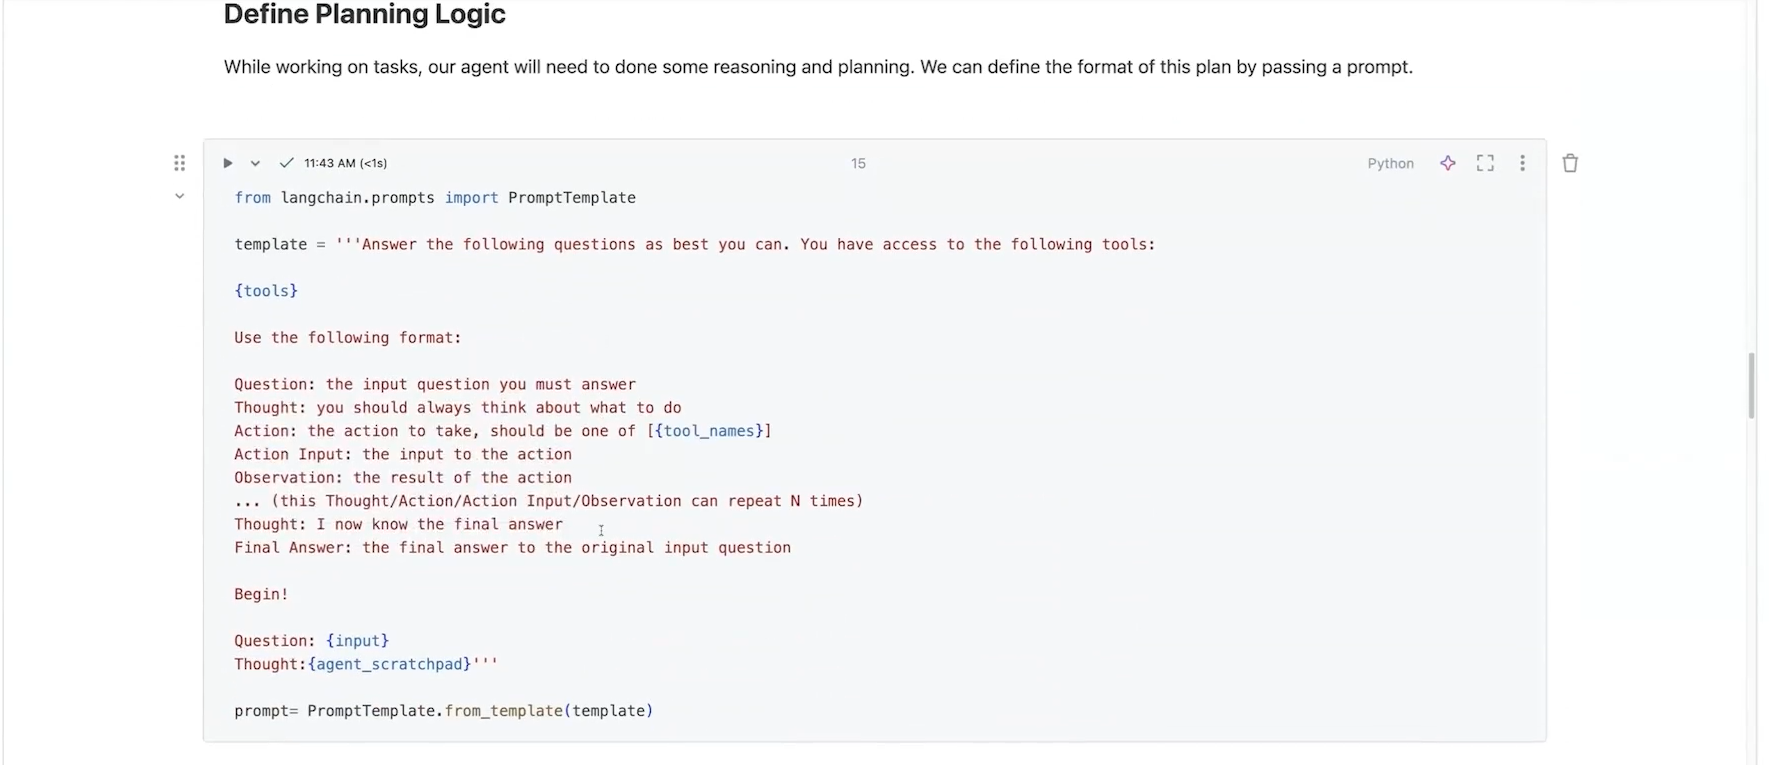 Define Planning Logic
While working on tasks, our agent will need to done some reasoning and planning. We can define the format of this plan by passing a prompt.
11:43 AM (<1s)
15
Python
from langchain.prompts import PromptTemplate
template = '''Answer the following questions as best you can. You have access to the following tools:
{tools}
Use the following format:
Question: the input question you must answer
Thought: you should always think about what to do
Action: the action to take, should be one of [{tool_names}]
Action Input: the input to the action
Observation: the result of the action
... (this Thought/Action/Action Input/Observation can repeat N times)
Thought: I now know the final answer
Final Answer: the final answer to the original input question
Begin!
Question: {input}
Thought:{agent_scratchpad}'''
prompt= PromptTemplate.from_template(template)